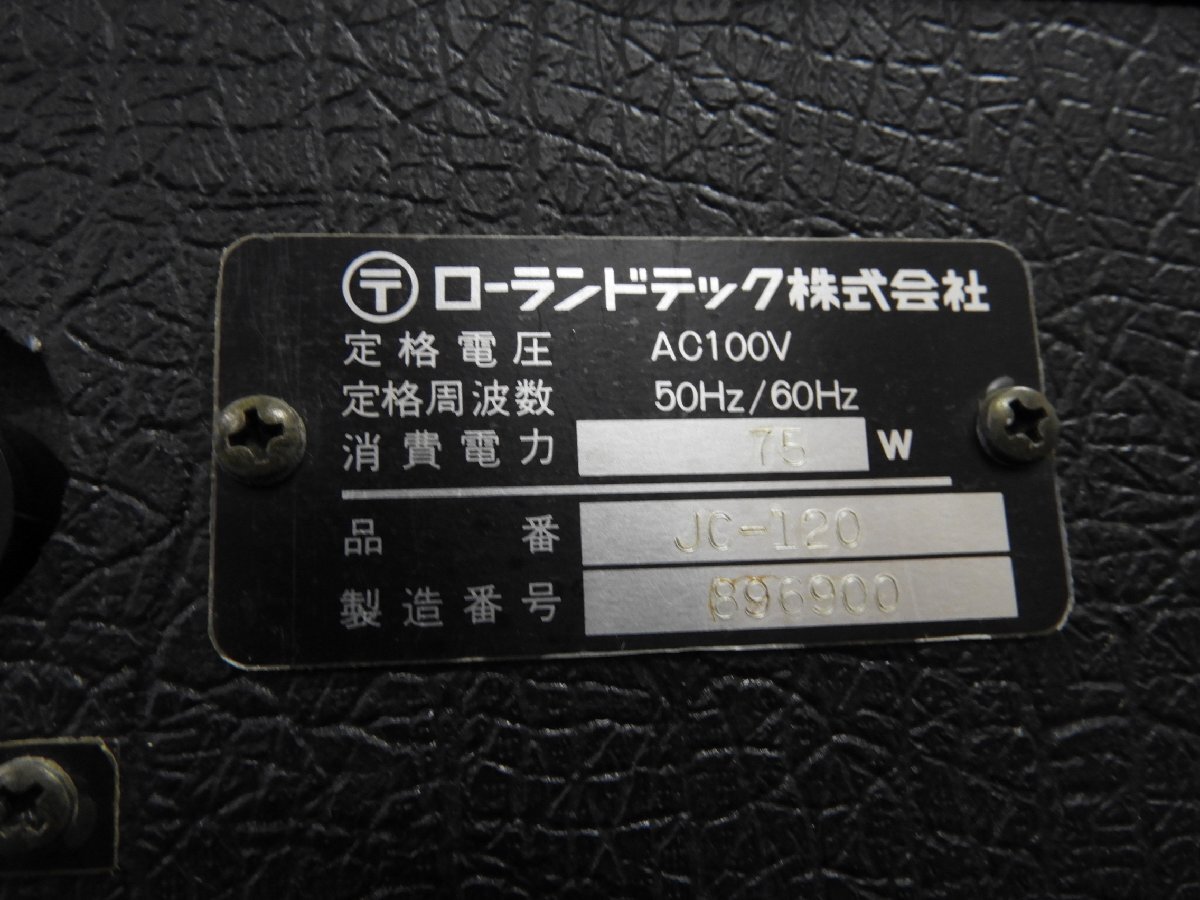 〒 ローランドテック株式会社
定格電圧 AC100V
定格周波数 50Hz/60Hz
消費電力 75 W
品番 JC-120
製造番号 896900